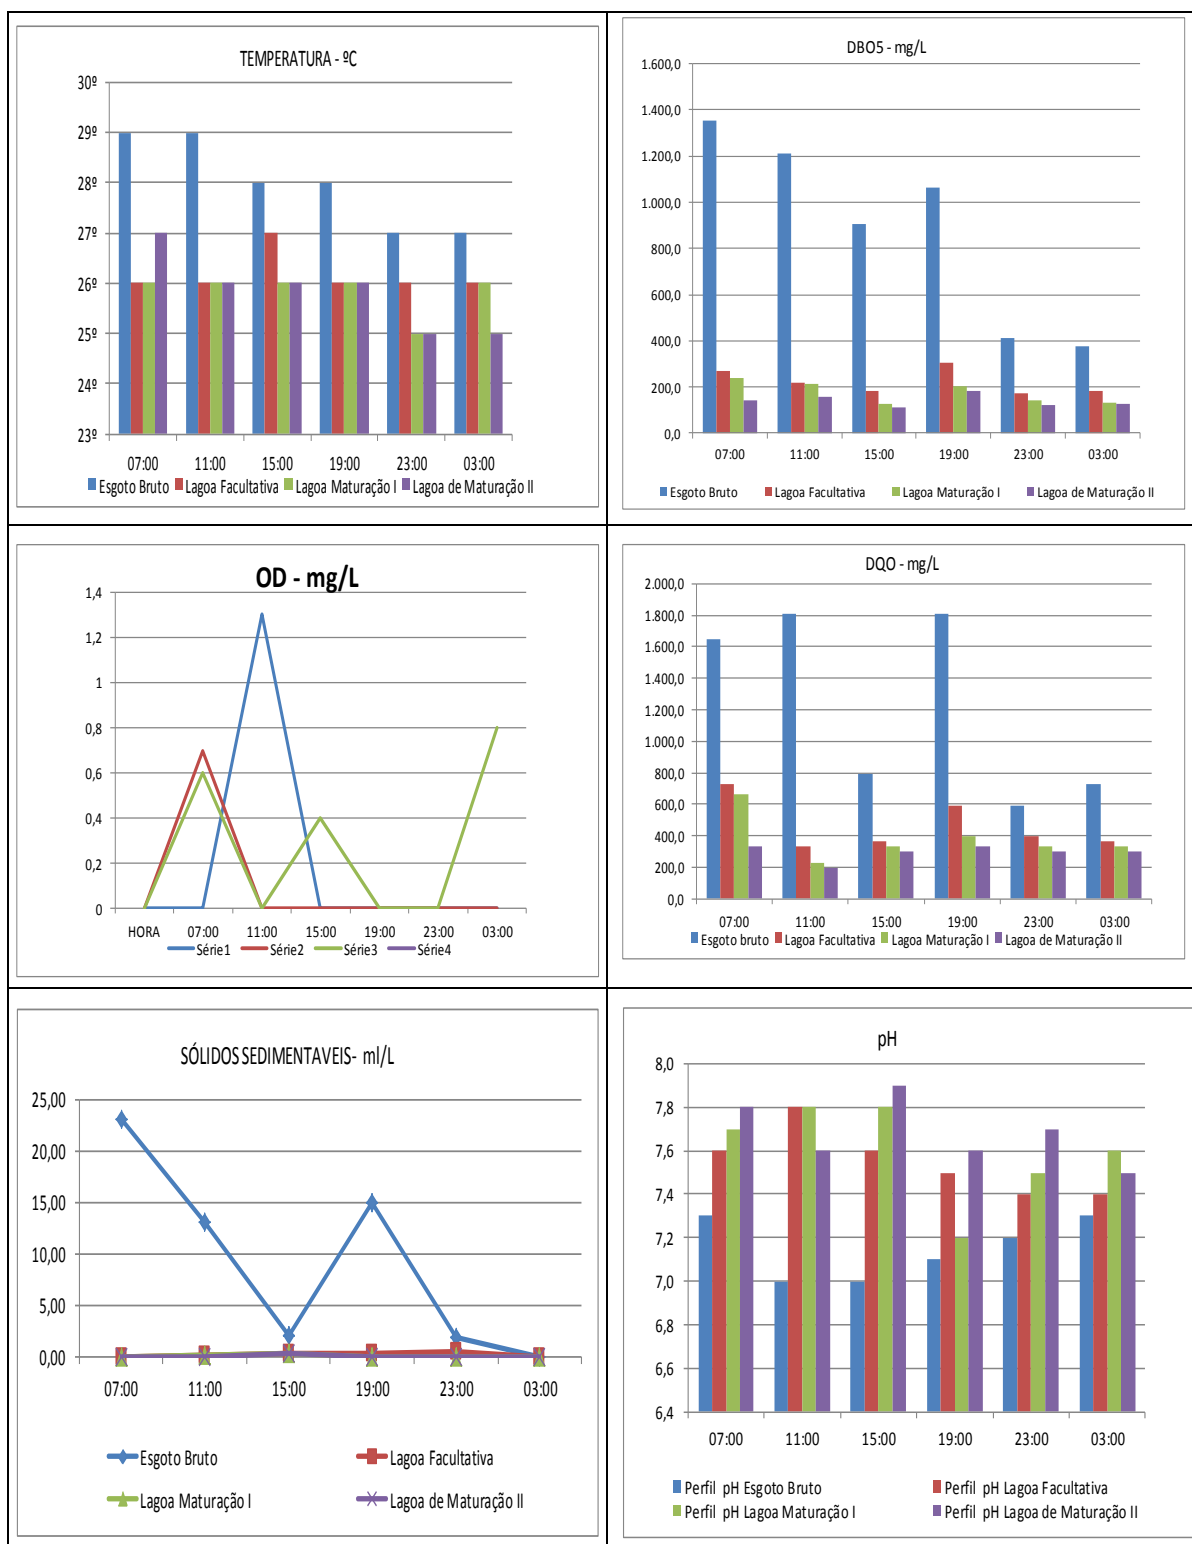 TEMPERATURA - ºC
30º
29º
28º
27º
26º
25º
24º
23º
07:00 11:00 15:00 19:00 23:00 03:00
Esgoto Bruto Lagoa Facultativa Lagoa Maturação I Lagoa de Maturação II
DBO5 - mg/L
1.600,0
1.400,0
1.200,0
1.000,0
800,0
600,0
400,0
200,0
0,0
07:00 11:00 15:00 19:00 23:00 03:00
Esgoto Bruto Lagoa Facultativa Lagoa Maturação I Lagoa de Maturação II
OD - mg/L
1,4
1,2
1
0,8
0,6
0,4
0,2
0
HORA 07:00 11:00 15:00 19:00 23:00 03:00
Série1 Série2 Série3 Série4
DQO - mg/L
2.000,0
1.800,0
1.600,0
1.400,0
1.200,0
1.000,0
800,0
600,0
400,0
200,0
0,0
07:00 11:00 15:00 19:00 23:00 03:00
Esgoto bruto Lagoa Facultativa Lagoa Maturação I Lagoa de Maturação II
SÓLIDOS SEDIMENTAVEIS- ml/L
25,00
20,00
15,00
10,00
5,00
0,00
07:00 11:00 15:00 19:00 23:00 03:00
Esgoto Bruto Lagoa Facultativa
Lagoa Maturação I Lagoa de Maturação II
pH
8,0
7,8
7,6
7,4
7,2
7,0
6,8
6,6
6,4
07:00 11:00 15:00 19:00 23:00 03:00
Perfil pH Esgoto Bruto Perfil pH Lagoa Facultativa
Perfil pH Lagoa Maturação I Perfil pH Lagoa de Maturação II